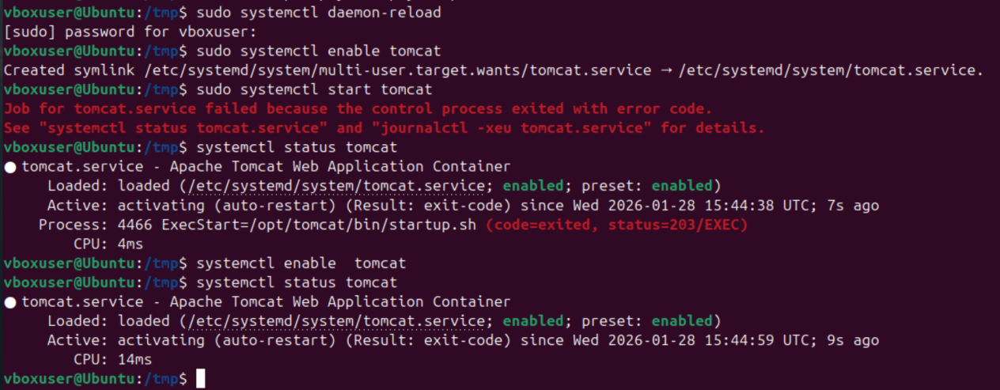 vboxuser@Ubuntu:/tmp$ sudo systemctl daemon-reload
[sudo] password for vboxuser:
vboxuser@Ubuntu:/tmp$ sudo systemctl enable tomcat
Created symlink /etc/systemd/system/multi-user.target.wants/tomcat.service → /etc/systemd/system/tomcat.service.
vboxuser@Ubuntu:/tmp$ sudo systemctl start tomcat
Job for tomcat.service failed because the control process exited with error code.
See "systemctl status tomcat.service" and "journalctl -xeu tomcat.service" for details.
vboxuser@Ubuntu:/tmp$ systemctl status tomcat
● tomcat.service - Apache Tomcat Web Application Container
     Loaded: loaded (/etc/systemd/system/tomcat.service; enabled; preset: enabled)
     Active: activating (auto-restart) (Result: exit-code) since Wed 2026-01-28 15:44:38 UTC; 7s ago
    Process: 4466 ExecStart=/opt/tomcat/bin/startup.sh (code=exited, status=203/EXEC)
        CPU: 4ms
vboxuser@Ubuntu:/tmp$ systemctl enable  tomcat
vboxuser@Ubuntu:/tmp$ systemctl status tomcat
● tomcat.service - Apache Tomcat Web Application Container
     Loaded: loaded (/etc/systemd/system/tomcat.service; enabled; preset: enabled)
     Active: activating (auto-restart) (Result: exit-code) since Wed 2026-01-28 15:44:59 UTC; 9s ago
        CPU: 14ms
vboxuser@Ubuntu:/tmp$